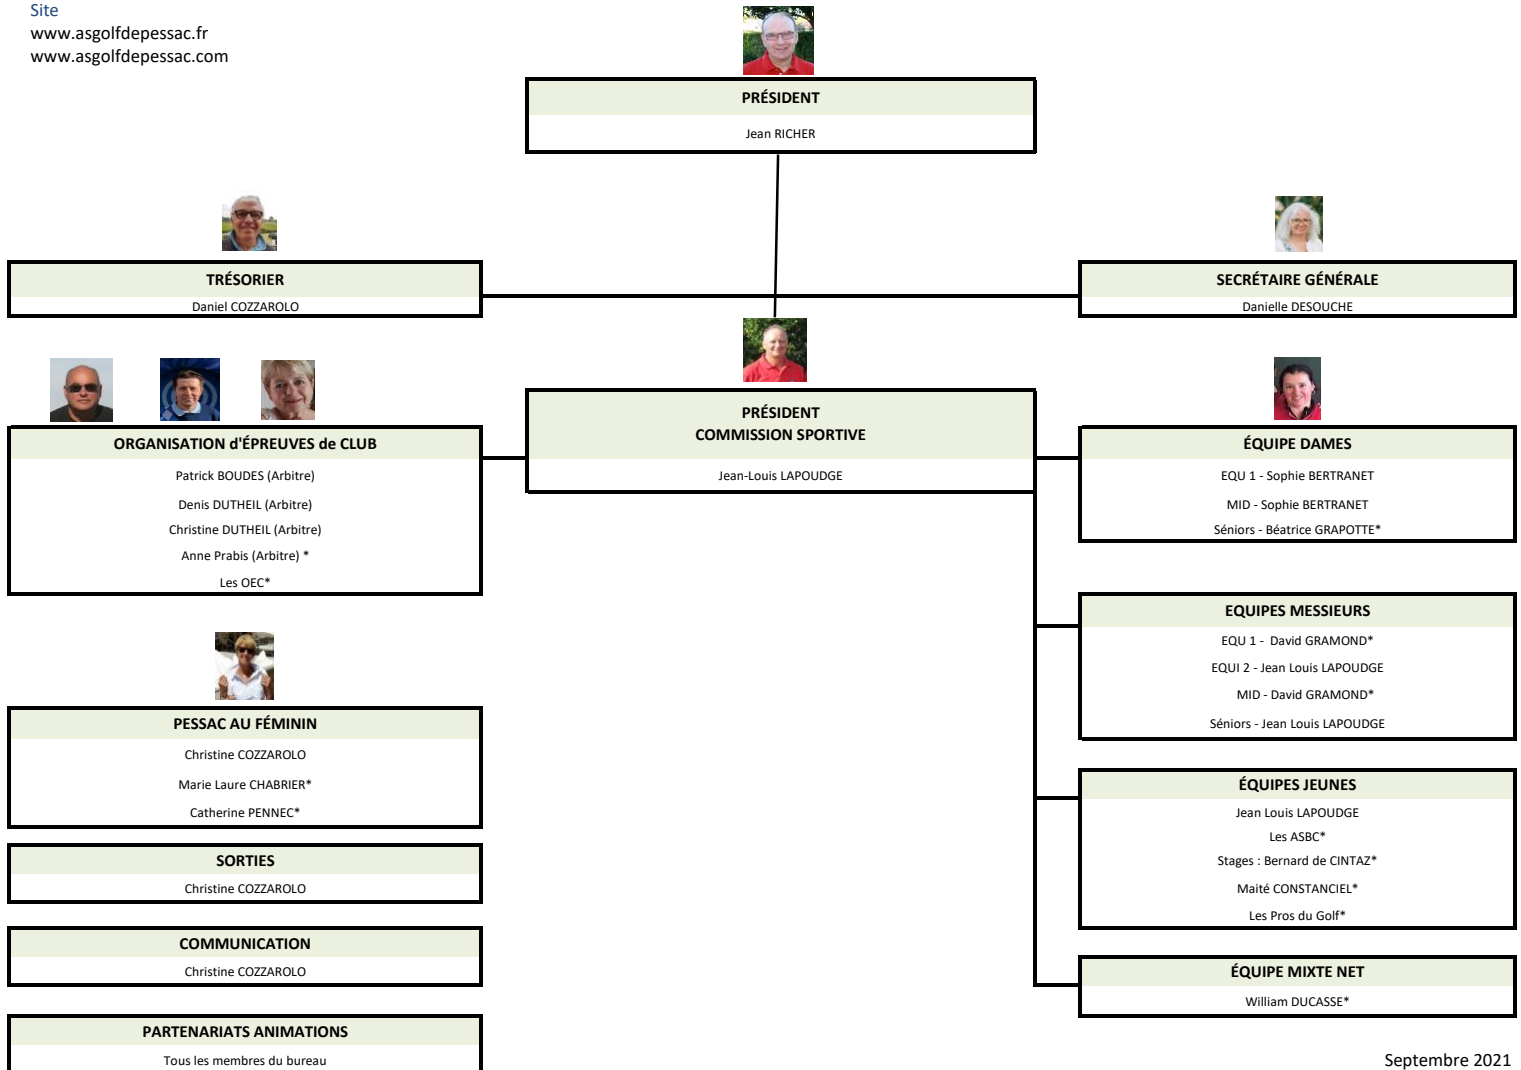 Site
www.asgolfdepessac.fr
www.asgolfdepessac.com
PRÉSIDENT
Jean RICHER
TRÉSORIER
Daniel COZZAROLO
SECRÉTAIRE GÉNÉRALE
Danielle DESOUCHE
PRÉSIDENT
COMMISSION SPORTIVE
Jean-Louis LAPOUDGE
ORGANISATION d'ÉPREUVES de CLUB
Patrick BOUDES (Arbitre)
Denis DUTHEIL (Arbitre)
Christine DUTHEIL (Arbitre)
Anne Prabis (Arbitre) *
Les OEC*
PESSAC AU FÉMININ
Christine COZZAROLO
Marie Laure CHABRIER*
Catherine PENNEC*
SORTIES
Christine COZZAROLO
COMMUNICATION
Christine COZZAROLO
PARTENARIATS ANIMATIONS
Tous les membres du bureau
ÉQUIPE DAMES
EQU 1 - Sophie BERTRANET
MID - Sophie BERTRANET
Séniors - Béatrice GRAPOTTE*
EQUIPES MESSIEURS
EQU 1 -  David GRAMOND*
EQUI 2 - Jean Louis LAPOUDGE
MID - David GRAMOND*
Séniors - Jean Louis LAPOUDGE
ÉQUIPES JEUNES
Jean Louis LAPOUDGE
Les ASBC*
Stages : Bernard de CINTAZ*
Maité CONSTANCIEL*
Les Pros du Golf*
ÉQUIPE MIXTE NET
William DUCASSE*
Septembre 2021